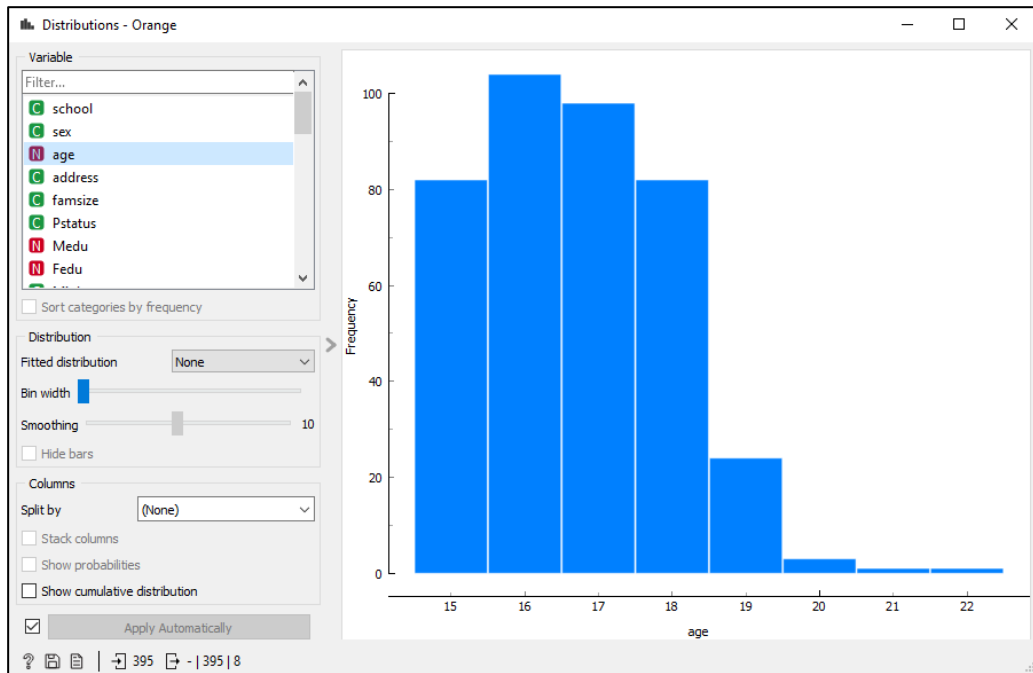 Distributions - Orange
Variable
Filter...
C school
C sex
N age
C address
C famsize
C Pstatus
N Medu
N Fedu
Sort categories by frequency
Distribution
Fitted distribution None
Bin width
Smoothing 10
Hide bars
Columns
Split by (None)
Stack columns
Show probabilities
Show cumulative distribution
Apply Automatically
? 395 - | 395 | 8
Frequency
100
80
60
40
20
0
15 16 17 18 19 20 21 22
age